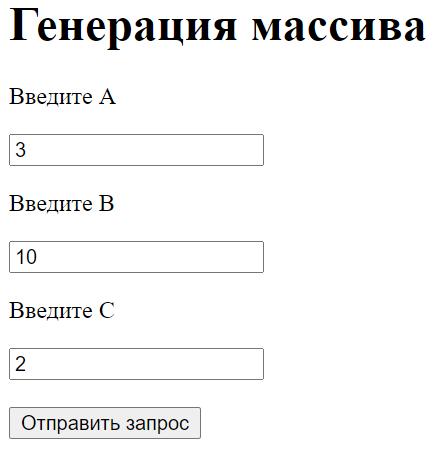 Генерация массива
Введите A
3
Введите B
10
Введите C
2
Отправить запрос